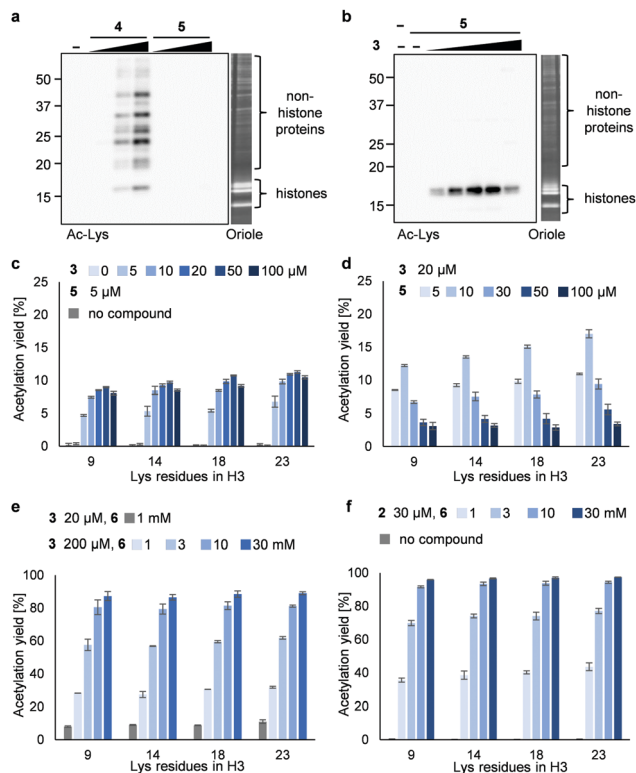 a
4 5
–
50
37
25
20
15
non-
histone
proteins
histones
Ac-Lys Oriole
b
– 5
3 – –
50
37
25
20
15
non-
histone
proteins
histones
Ac-Lys Oriole
c
3 0 5 10 20 50 100 µM
5 5 µM
no compound
Acetylation yield [%]
25
20
15
10
5
0
9 14 18 23
Lys residues in H3
d
3 20 µM
5 5 10 30 50 100 µM
Acetylation yield [%]
25
20
15
10
5
0
9 14 18 23
Lys residues in H3
e
3 20 µM, 6 1 mM
3 200 µM, 6 1 3 10 30 mM
Acetylation yield [%]
100
80
60
40
20
0
9 14 18 23
Lys residues in H3
f
2 30 µM, 6 1 3 10 30 mM
no compound
Acetylation yield [%]
100
80
60
40
20
0
9 14 18 23
Lys residues in H3